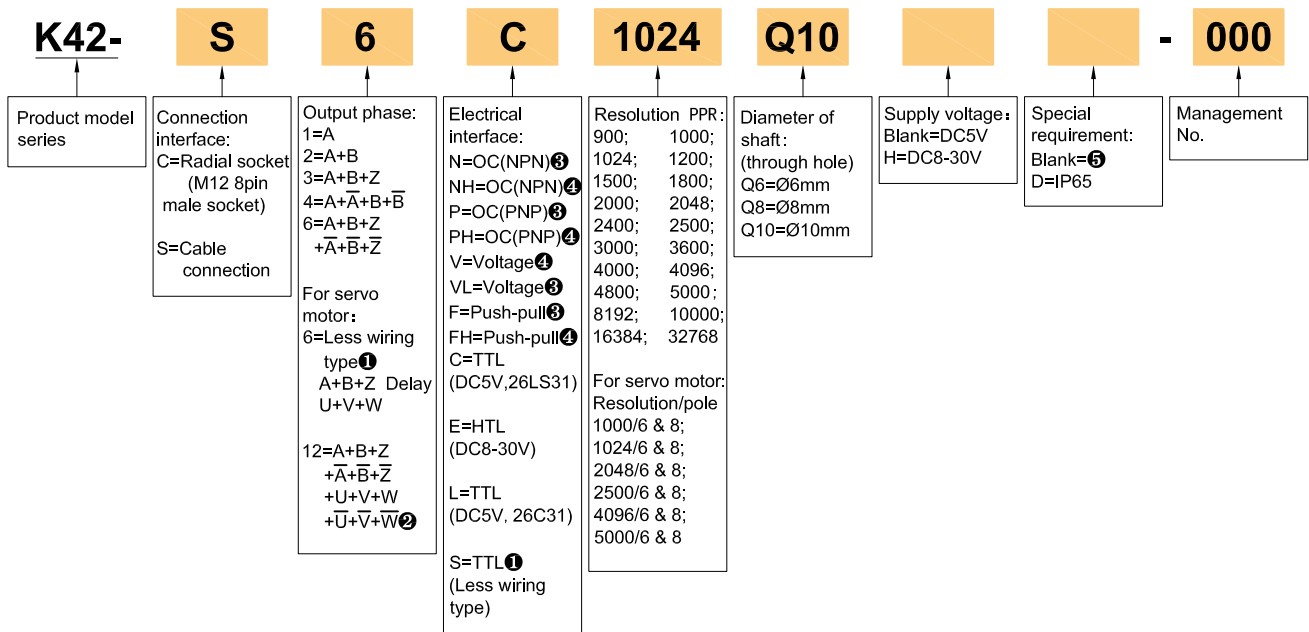 K42- S 6 C 1024 Q10 - 000
Product model
series
Connection
interface:
C=Radial socket
(M12 8pin
male socket)
S=Cable
connection
Output phase:
1=A
2=A+B
3=A+B+Z
4=A+A̅+B+B̅
6=A+B+Z
+A̅+B̅+Z̅
For servo
motor:
6=Less wiring
type❶
A+B+Z Delay
U+V+W
12=A+B+Z
+A̅+B̅+Z̅
+U+V+W
+U̅+V̅+W̅❷
Electrical
interface:
N=OC(NPN)❸
NH=OC(NPN)❹
P=OC(PNP)❸
PH=OC(PNP)❹
V=Voltage❹
VL=Voltage❸
F=Push-pull❸
FH=Push-pull❹
C=TTL
(DC5V,26LS31)
E=HTL
(DC8-30V)
L=TTL
(DC5V, 26C31)
S=TTL❶
(Less wiring
type)
Resolution PPR:
900; 1000;
1024; 1200;
1500; 1800;
2000; 2048;
2400; 2500;
3000; 3600;
4000; 4096;
4800; 5000;
8192; 10000;
16384; 32768
For servo motor:
Resolution/pole
1000/6 & 8;
1024/6 & 8;
2048/6 & 8;
2500/6 & 8;
4096/6 & 8;
5000/6 & 8
Diameter of
shaft:
(through hole)
Q6=Ø6mm
Q8=Ø8mm
Q10=Ø10mm
Supply voltage:
Blank=DC5V
H=DC8-30V
Special
requirement:
Blank=❺
D=IP65
Management
No.